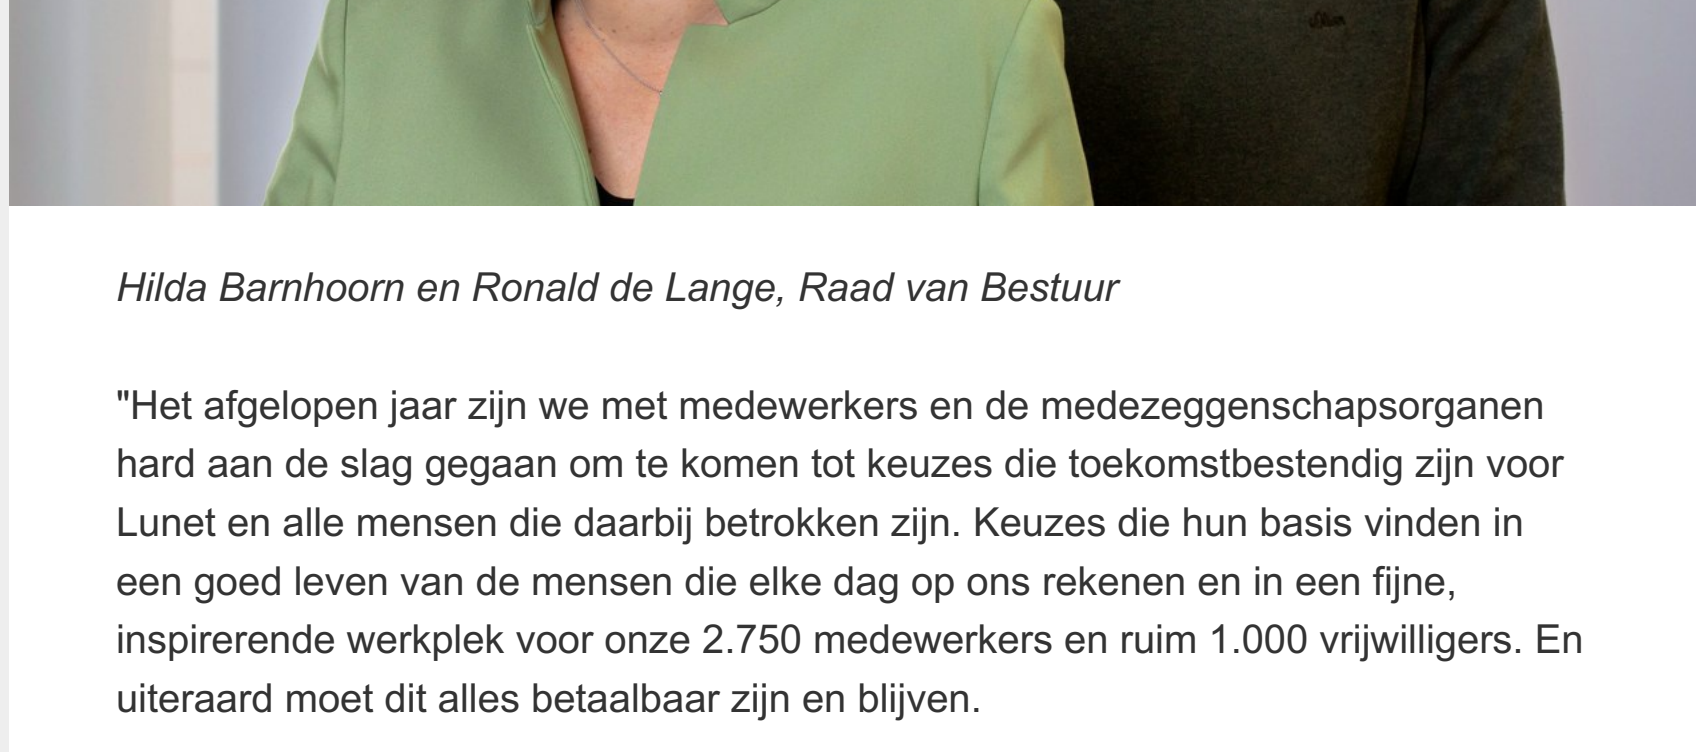 Hilda Barnhoorn en Ronald de Lange, Raad van Bestuur
"Het afgelopen jaar zijn we met medewerkers en de medezeggenschapsorganen
hard aan de slag gegaan om te komen tot keuzes die toekomstbestendig zijn voor
Lunet en alle mensen die daarbij betrokken zijn. Keuzes die hun basis vinden in
een goed leven van de mensen die elke dag op ons rekenen en in een fijne,
inspirerende werkplek voor onze 2.750 medewerkers en ruim 1.000 vrijwilligers. En
uiteraard moet dit alles betaalbaar zijn en blijven.